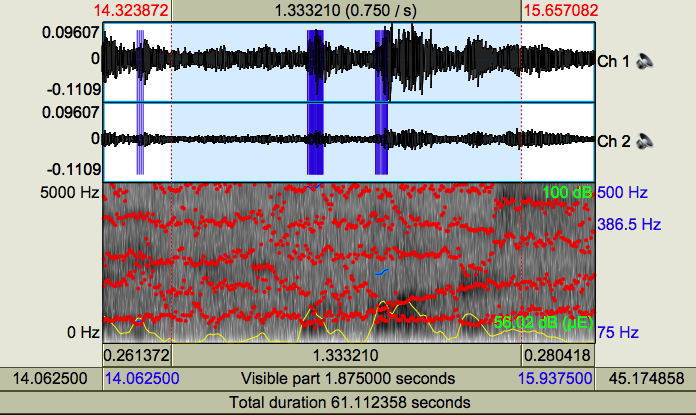 14.323872 1.333210 (0.750 / s) 15.657082
0.09607
0 Ch 1
-0.1109
0.09607
0 Ch 2
-0.1109
5000 Hz 100 dB 500 Hz
386.5 Hz
56.02 dB (µE)
0 Hz 75 Hz
0.261372 1.333210 0.280418
14.062500 14.062500 Visible part 1.875000 seconds 15.937500 45.174858
Total duration 61.112358 seconds